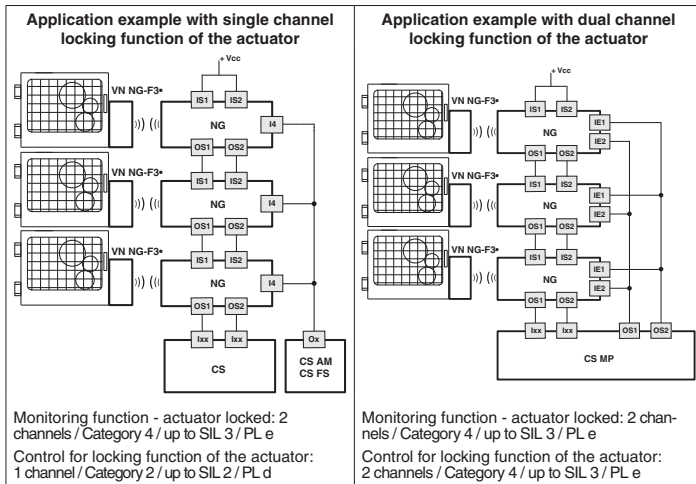 Application example with single channel
locking function of the actuator
+ Vcc
VN NG-F3•
IS1
IS2
NG
I4
OS1
OS2
VN NG-F3•
IS1
IS2
NG
I4
OS1
OS2
VN NG-F3•
IS1
IS2
NG
I4
OS1
OS2
Ixx
Ixx
Ox
CS
CS AM
CS FS
Monitoring function - actuator locked: 2
channels / Category 4 / up to SIL 3 / PL e
Control for locking function of the actuator:
1 channel / Category 2 / up to SIL 2 / PL d
Application example with dual channel
locking function of the actuator
+ Vcc
VN NG-F3•
IS1
IS2
IE1
NG
IE2
OS1
OS2
VN NG-F3•
IS1
IS2
IE1
NG
IE2
OS1
OS2
VN NG-F3•
IS1
IS2
IE1
NG
IE2
OS1
OS2
Ixx
Ixx
OS1
OS2
CS MP
Monitoring function - actuator locked: 2 chan-
nels / Category 4 / up to SIL 3 / PL e
Control for locking function of the actuator:
2 channels / Category 4 / up to SIL 3 / PL e